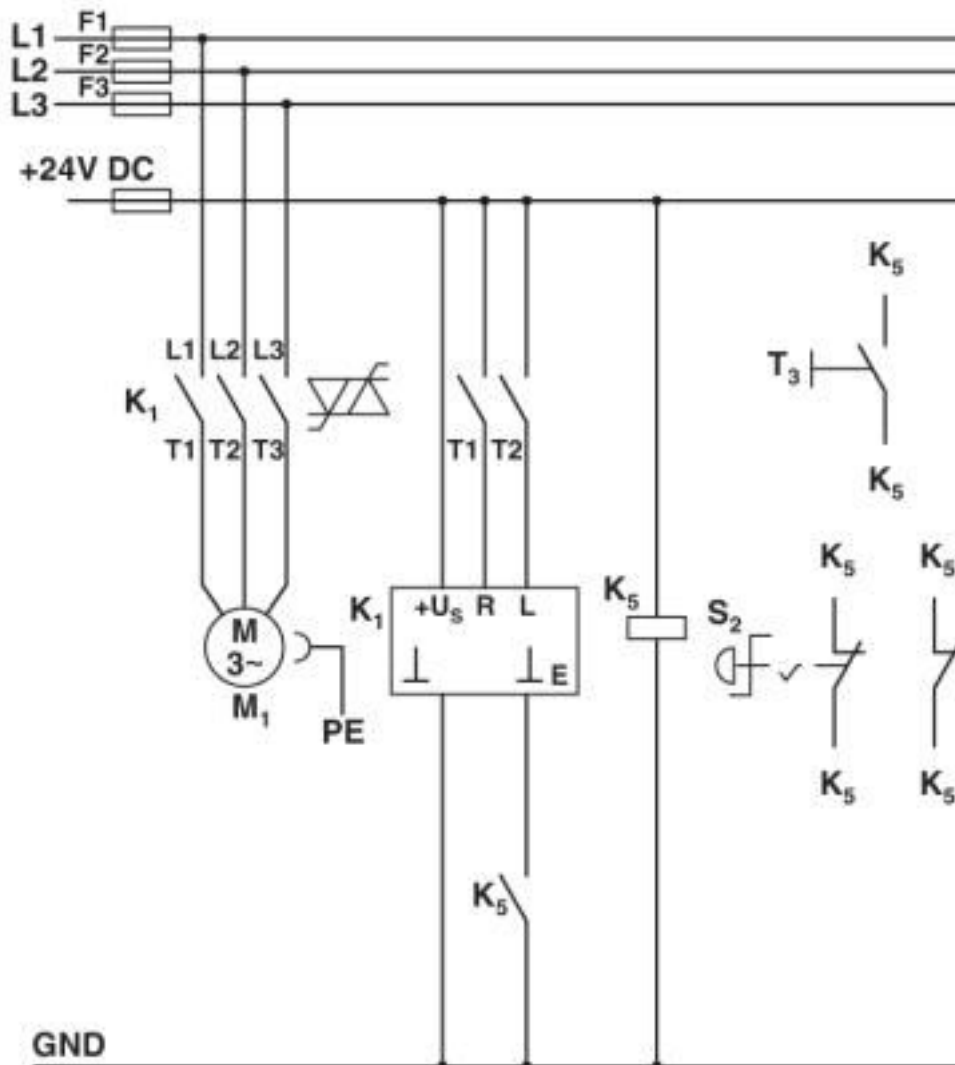 L1 F1
L2 F2
L3 F3
+24V DC
K5
L1 L2 L3
T3
K1
T1 T2 T3 T1 T2
K5
K5 K5
K1 +Us R L K5 S2
M
3~
E
M1
PE
K5 K5
K5
GND